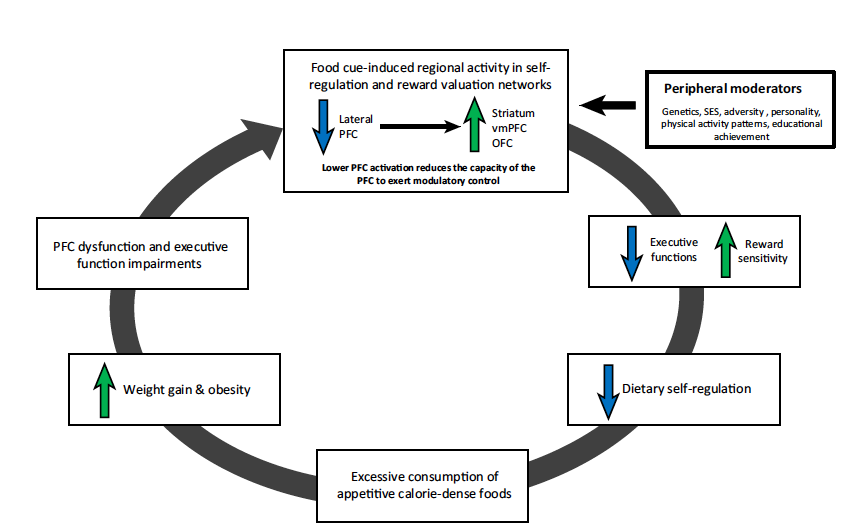 Food cue-induced regional activity in self-
regulation and reward valuation networks
Lateral
PFC
Striatum
vmPFC
OFC
Lower PFC activation reduces the capacity of the
PFC to exert modulatory control
Peripheral moderators
Genetics, SES, adversity , personality,
physical activity patterns, educational
achievement
Executive
functions
Reward
sensitivity
Dietary self-regulation
Excessive consumption of
appetitive calorie-dense foods
Weight gain & obesity
PFC dysfunction and executive
function impairments